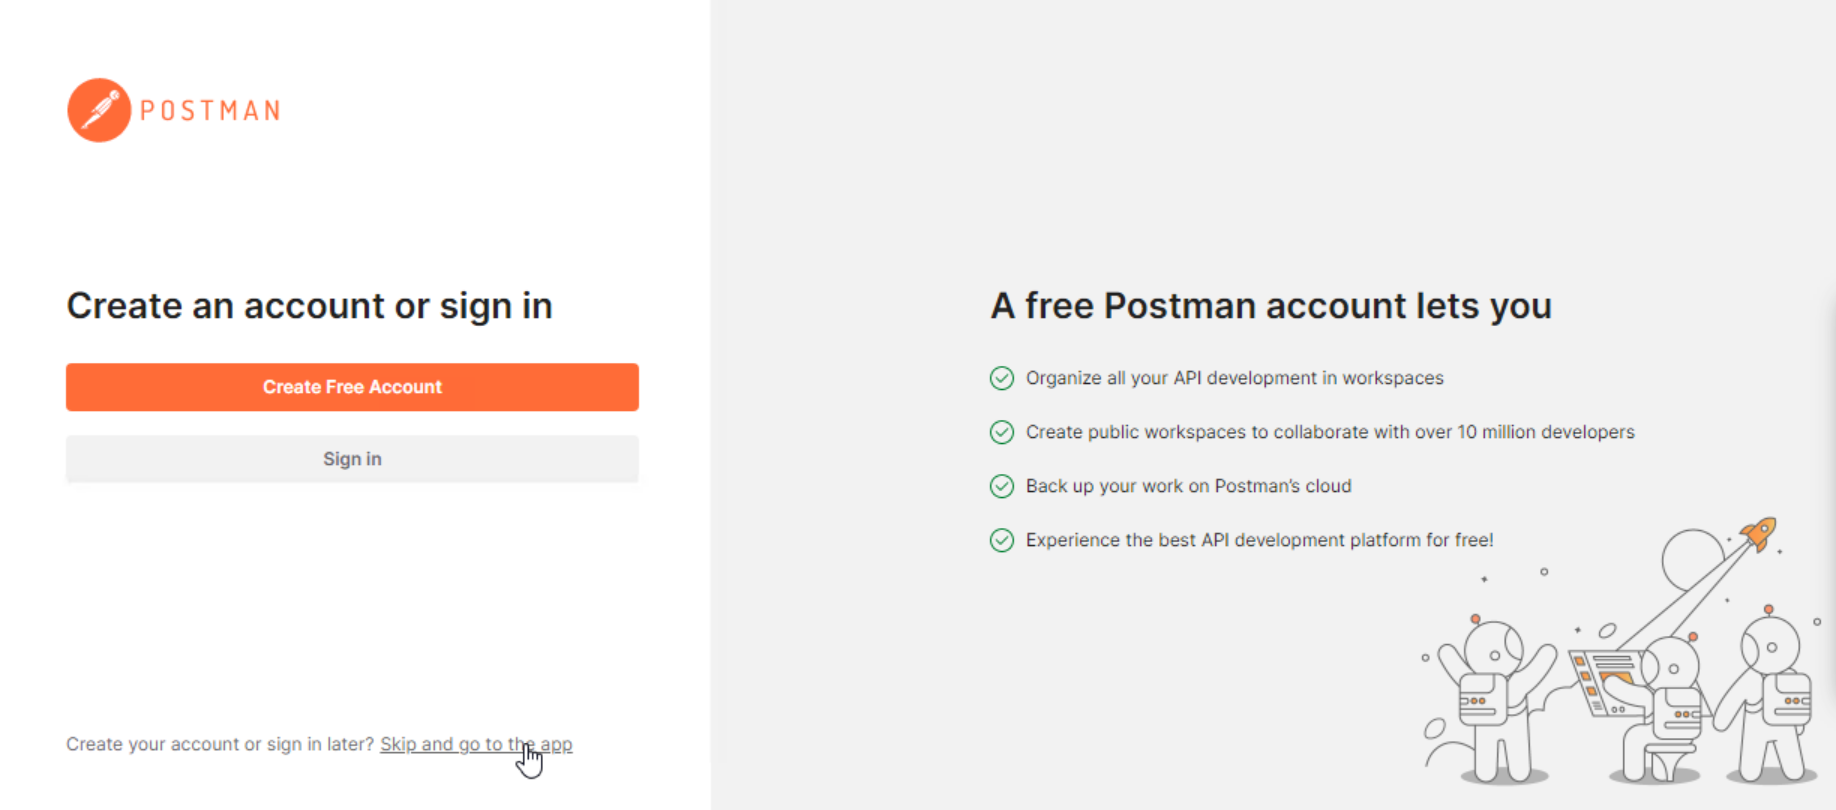 POSTMAN
Create an account or sign in
Create Free Account
Sign in
Create your account or sign in later? Skip and go to the app
A free Postman account lets you
Organize all your API development in workspaces
Create public workspaces to collaborate with over 10 million developers
Back up your work on Postman's cloud
Experience the best API development platform for free!